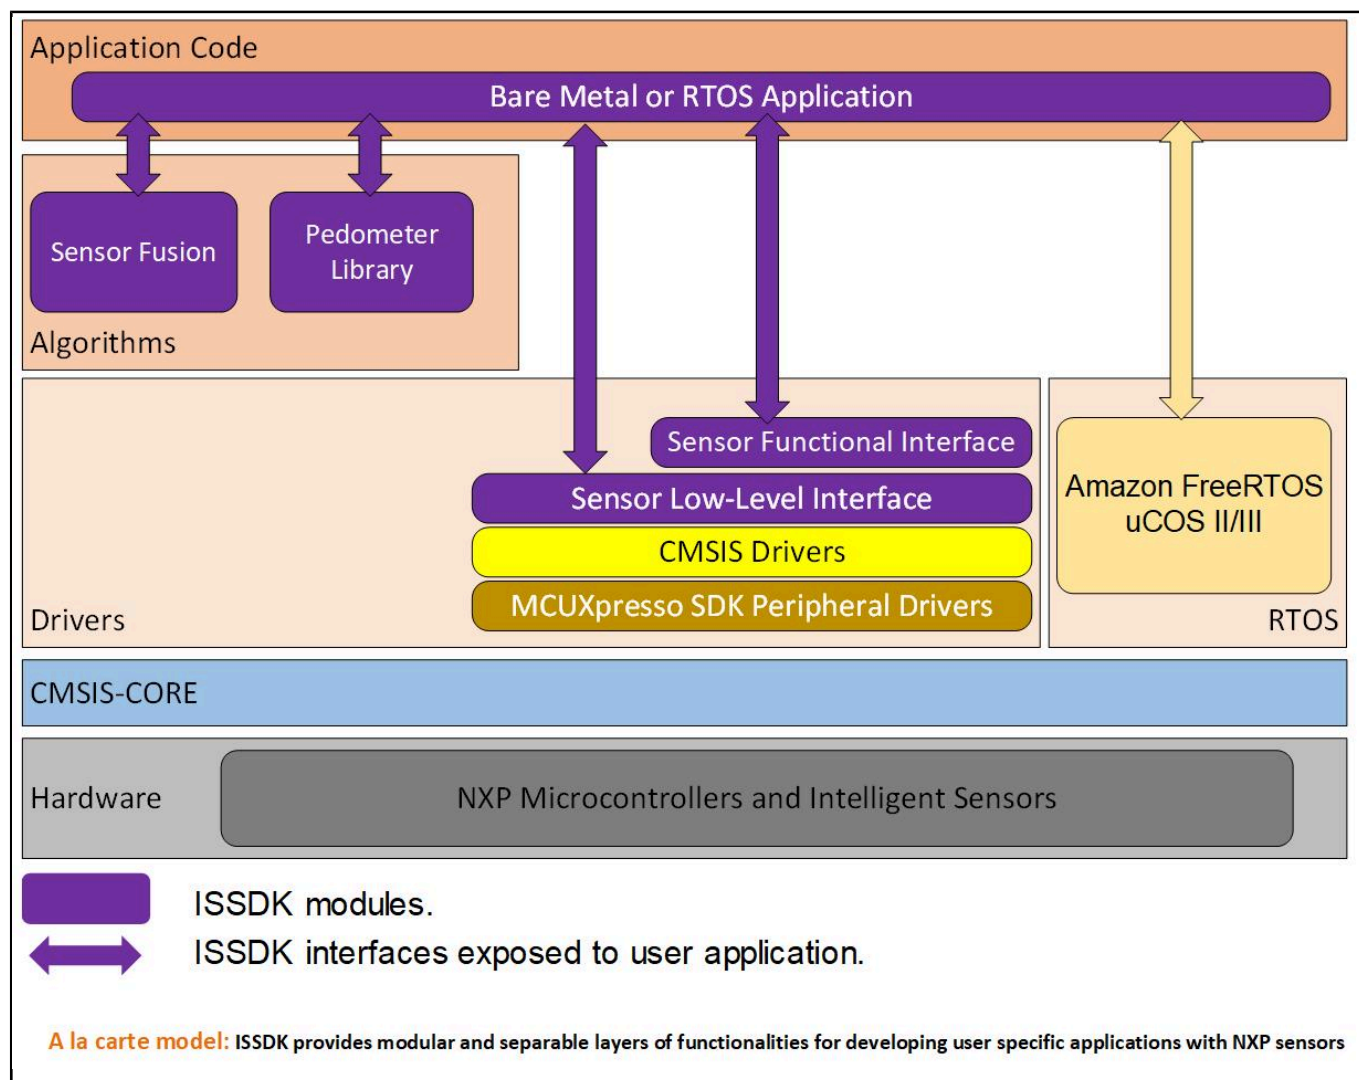 Application Code
Bare Metal or RTOS Application
Sensor Fusion
Pedometer
Library
Algorithms
Sensor Functional Interface
Sensor Low-Level Interface
CMSIS Drivers
MCUXpresso SDK Peripheral Drivers
Drivers
Amazon FreeRTOS
uCOS II/III
RTOS
CMSIS-CORE
Hardware
NXP Microcontrollers and Intelligent Sensors
ISSDK modules.
ISSDK interfaces exposed to user application.
A la carte model: ISSDK provides modular and separable layers of functionalities for developing user specific applications with NXP sensors